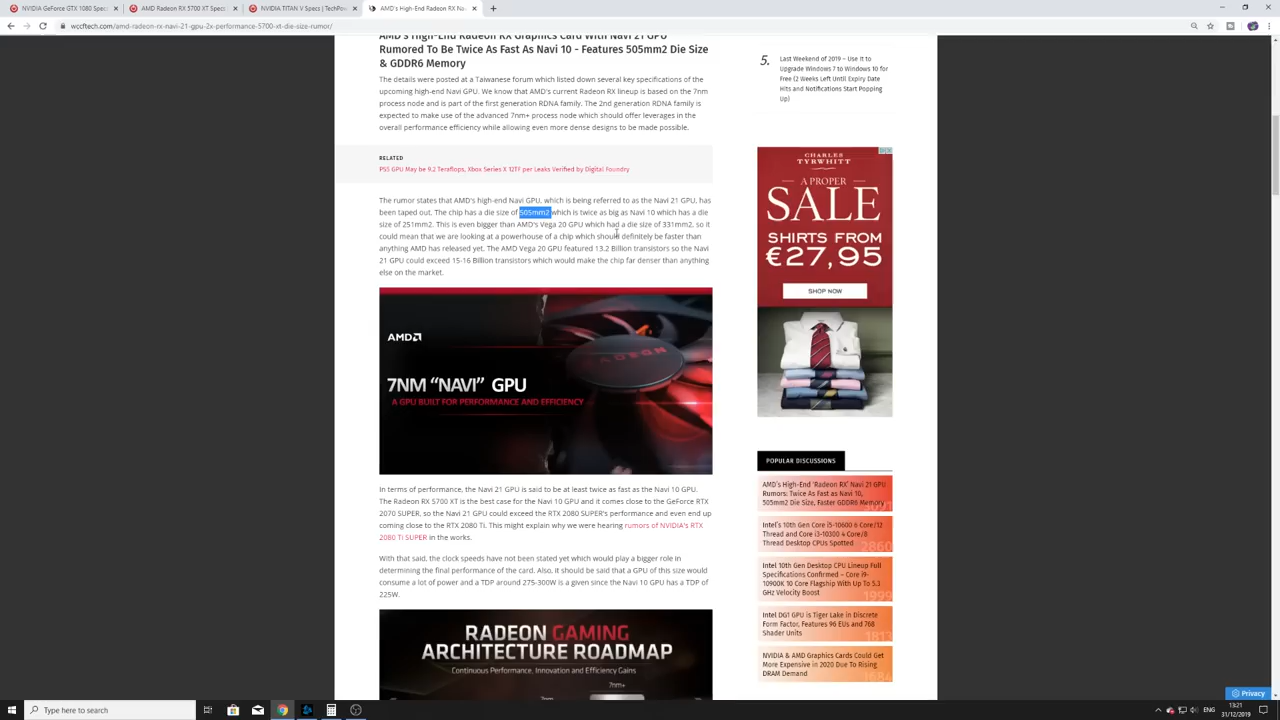 NVIDIA GeForce GTX 1080 Specs
AMD Radeon RX 5700 XT Specs
NVIDIA TITAN V Specs | TechPow
AMD's High-End Radeon RX Na
wccftech.com/amd-radeon-rx-navi-21-gpu-2x-performance-5700-xt-die-size-rumor/
AMD's High-End Radeon RX Graphics Card With Navi 21 GPU
Rumored To Be Twice As Fast As Navi 10 - Features 505mm2 Die Size
& GDDR6 Memory
The details were posted at a Taiwanese forum which listed down several key specifications of the
upcoming high-end Navi GPU. We know that AMD's current Radeon RX lineup is based on the 7nm
process node and is part of the first generation RDNA family. The 2nd generation RDNA family is
expected to make use of the advanced 7nm+ process node which should offer leverages in the
overall performance efficiency while allowing even more dense designs to be made possible.
RELATED
PS5 GPU May be 9.2 Teraflops, Xbox Series X 12TF per Leaks Verified by Digital Foundry
The rumor states that AMD's high-end Navi GPU, which is being referred to as the Navi 21 GPU, has
been taped out. The chip has a die size of 505mm2 which is twice as big as Navi 10 which has a die
size of 251mm2. This is even bigger than AMD's Vega 20 GPU which had a die size of 331mm2, so it
could mean that we are looking at a powerhouse of a chip which should definitely be faster than
anything AMD has released yet. The AMD Vega 20 GPU featured 13.2 Billion transistors so the Navi
21 GPU could exceed 15-16 Billion transistors which would make the chip far denser than anything
else on the market.
AMD
RADEON
7NM "NAVI" GPU
A GPU BUILT FOR PERFORMANCE AND EFFICIENCY
In terms of performance, the Navi 21 GPU is said to be at least twice as fast as the Navi 10 GPU.
The Radeon RX 5700 XT is the best case for the Navi 10 GPU and it comes close to the GeForce RTX
2070 SUPER, so the Navi 21 GPU could exceed the RTX 2080 SUPER's performance and even end up
coming close to the RTX 2080 Ti. This might explain why we were hearing rumors of NVIDIA's RTX
2080 Ti SUPER in the works.
With that said, the clock speeds have not been stated yet which would play a bigger role in
determining the final performance of the card. Also, it should be said that a GPU of this size would
consume a lot of power and a TDP around 275-300W is a given since the Navi 10 GPU has a TDP of
225W.
RADEON GAMING
ARCHITECTURE ROADMAP
Continuous Performance, Innovation and Efficiency Gains
7nm+
7nm
5.
Last Weekend of 2019 – Use It to
Upgrade Windows 7 to Windows 10 for
Free (2 Weeks Left Until Expiry Date
Hits and Notifications Start Popping
Up)
CHARLES
TYRWHITT
A PROPER
SALE
SHIRTS FROM
€27,95
SHOP NOW
POPULAR DISCUSSIONS
AMD's High-End 'Radeon RX' Navi 21 GPU
Rumors: Twice As Fast as Navi 10,
505mm2 Die Size, Faster GDDR6 Memory
Intel's 10th Gen Core i5-10600 6 Core/12
Thread and Core i3-10300 4 Core/8
Thread Desktop CPUs Spotted
2860
Intel 10th Gen Desktop CPU Lineup Full
Specifications Confirmed – Core i9-
10900K 10 Core Flagship With Up To 5.3
GHz Velocity Boost
1999
Intel DG1 GPU is Tiger Lake in Discrete
Form Factor, Features 96 EUs and 768
Shader Units
1813
NVIDIA & AMD Graphics Cards Could Get
More Expensive in 2020 Due To Rising
DRAM Demand
Privacy
Type here to search
ENG
13:21
31/12/2019